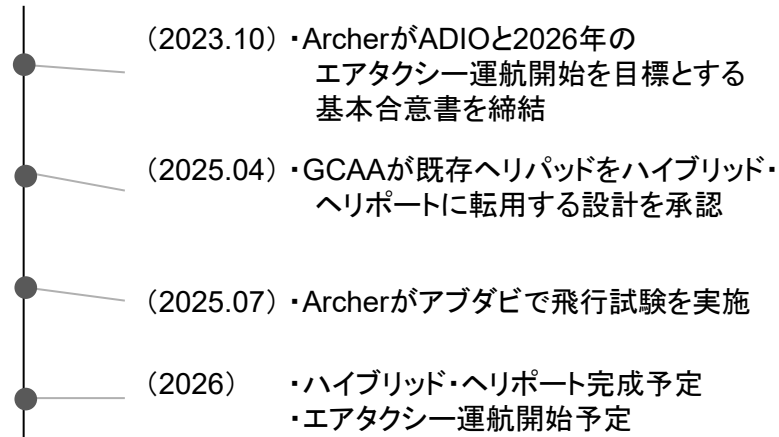 （2023.10）・ArcherがADIOと2026年の
エアタクシー運航開始を目標とする
基本合意書を締結
（2025.04）・GCAAが既存ヘリパッドをハイブリッド・
ヘリポートに転用する設計を承認
（2025.07）・Archerがアブダビで飛行試験を実施
（2026）　・ハイブリッド・ヘリポート完成予定
・エアタクシー運航開始予定